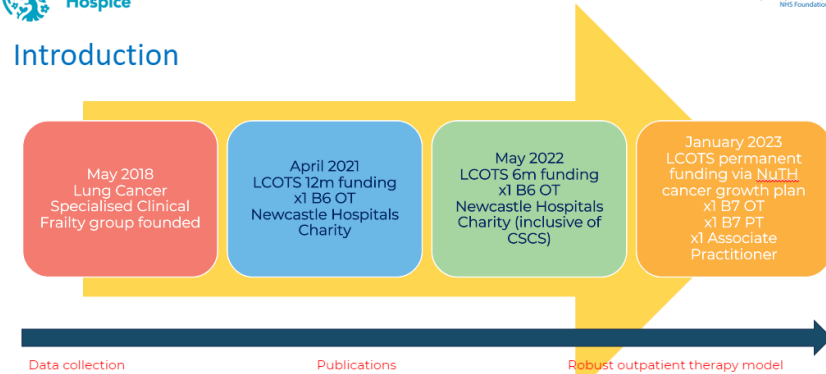 Hospice
NHS Foundation
Introduction
May 2018
Lung Cancer
Specialised Clinical
Frailty group founded
April 2021
LCOTS 12m funding
x1 B6 OT
Newcastle Hospitals
Charity
May 2022
LCOTS 6m funding
x1 B6 OT
Newcastle Hospitals
Charity (inclusive of
CSCS)
January 2023
LCOTS permanent
funding via NuTH
cancer growth plan
x1 B7 OT
x1 B7 PT
x1 Associate
Practitioner
Data collection
Publications
Robust outpatient therapy model